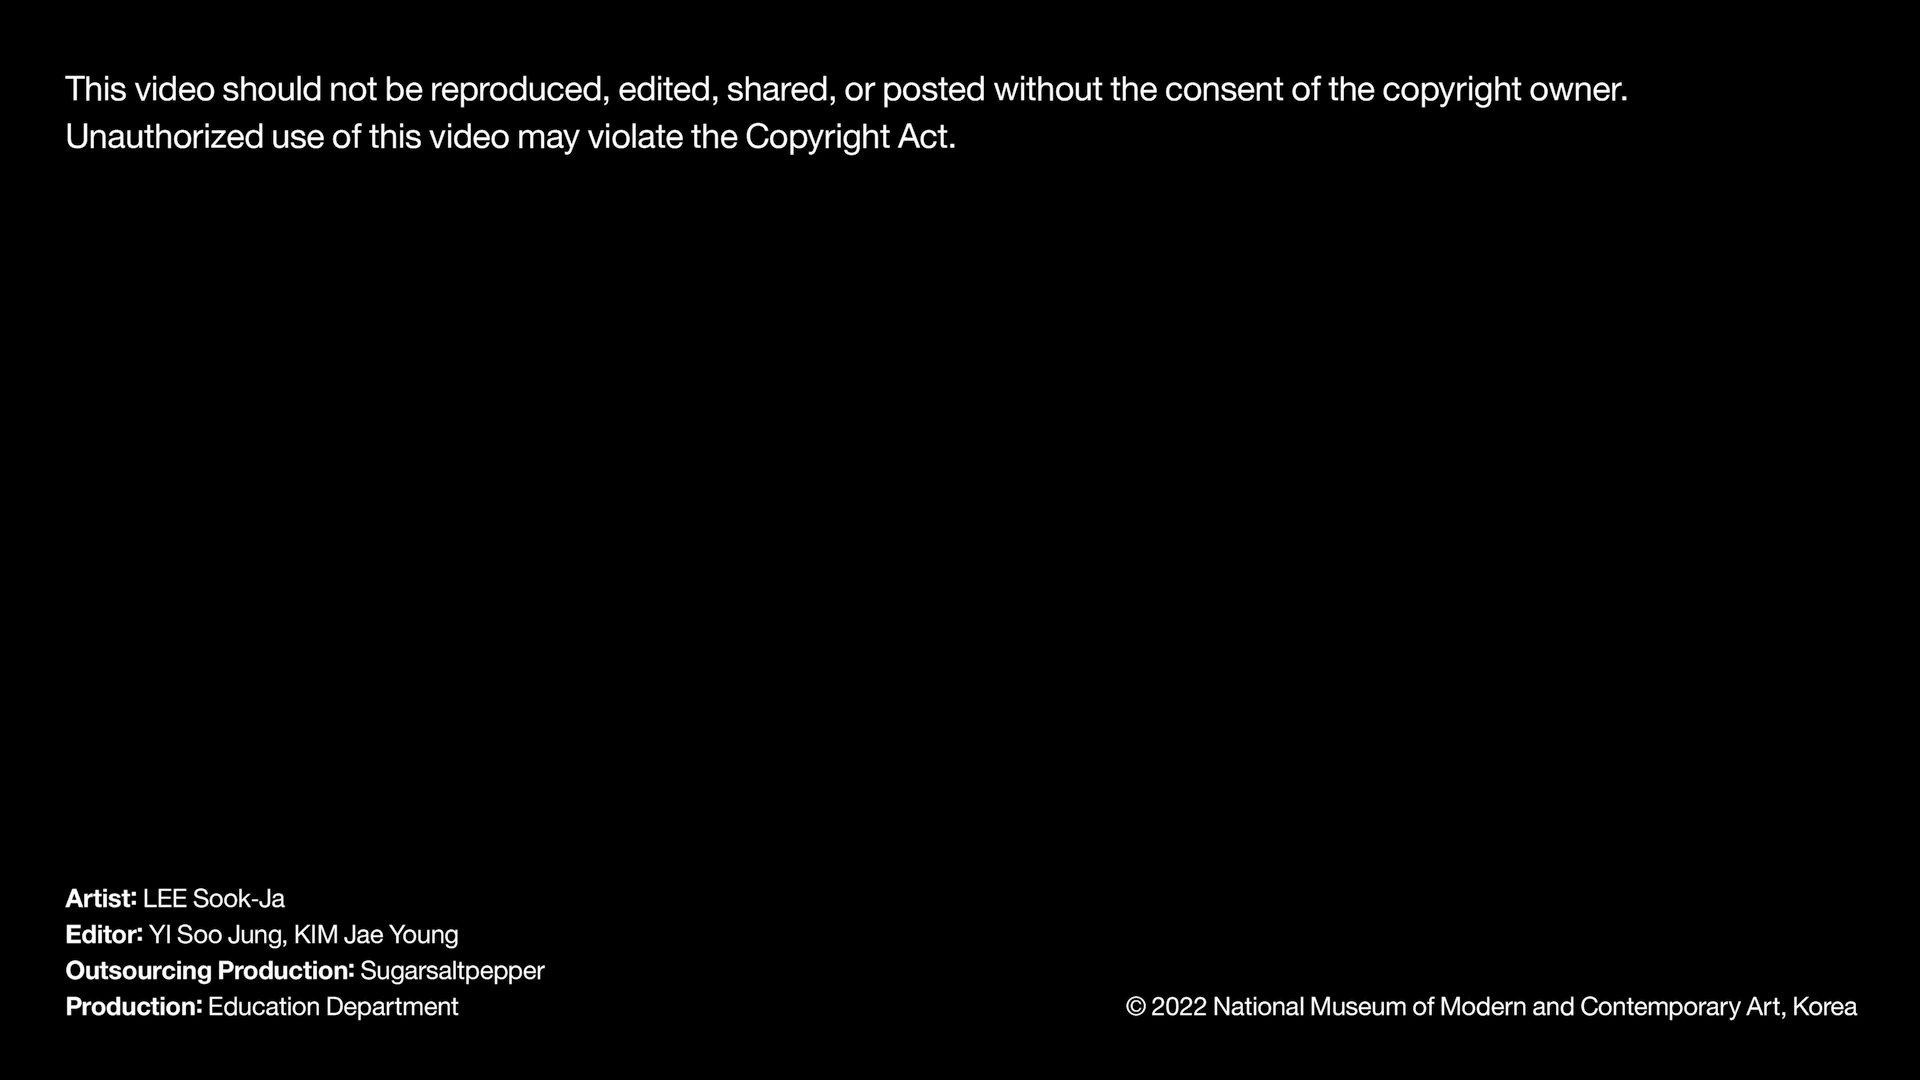 This video should not be reproduced, edited, shared, or posted without the consent of the copyright owner.
Unauthorized use of this video may violate the Copyright Act.
Artist: LEE Sook-Ja
Editor: YI Soo Jung, KIM Jae Young
Outsourcing Production: Sugarsaltpepper
Production: Education Department
© 2022 National Museum of Modern and Contemporary Art, Korea